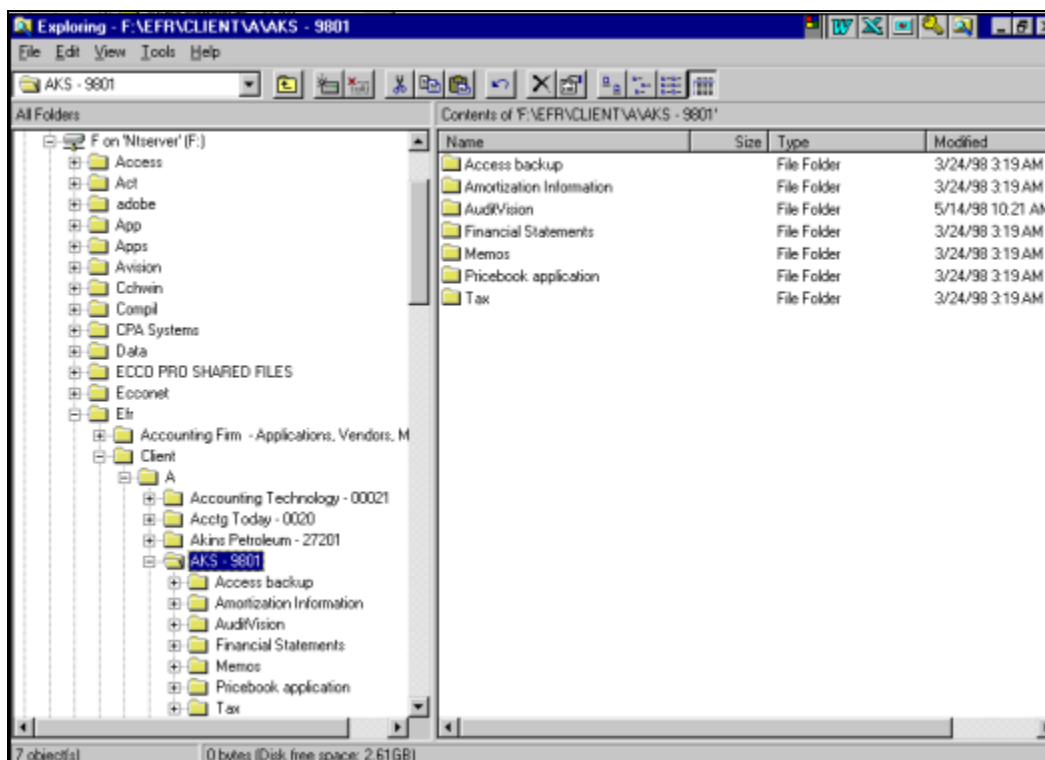 Exploring - F:\EFR\CLIENT\A\AKS - 9801
File Edit View Tools Help
AKS - 9801
All Folders
Contents of 'F:\EFR\CLIENT\A\AKS - 9801'
F on 'Ntserver' (F:)
Access
Act
adobe
App
Apps
Avision
Cchwin
Compil
CPA Systems
Data
ECCO PRO SHARED FILES
Ecconet
Efr
Accounting Firm - Applications, Vendors, M
Client
A
Accounting Technology - 00021
Acctg Today - 0020
Akins Petroleum - 27201
AKS - 9801
Access backup
Amortization Information
AuditVision
Financial Statements
Memos
Pricebook application
Tax
Name Size Type Modified
Access backup File Folder 3/24/98 3:19 AM
Amortization Information File Folder 3/24/98 3:19 AM
AuditVision File Folder 5/14/98 10:21 AM
Financial Statements File Folder 3/24/98 3:19 AM
Memos File Folder 3/24/98 3:19 AM
Pricebook application File Folder 3/24/98 3:19 AM
Tax File Folder 3/24/98 3:19 AM
7 object(s) 0 bytes (Disk free space: 2.61GB)